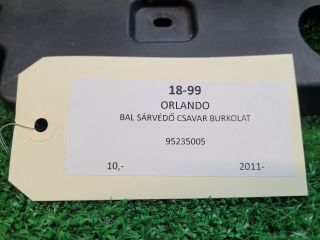 18-99
ORLANDO
BAL SÁRVÉDŐ CSAVAR BURKOLAT
95235005
10,- 2011-